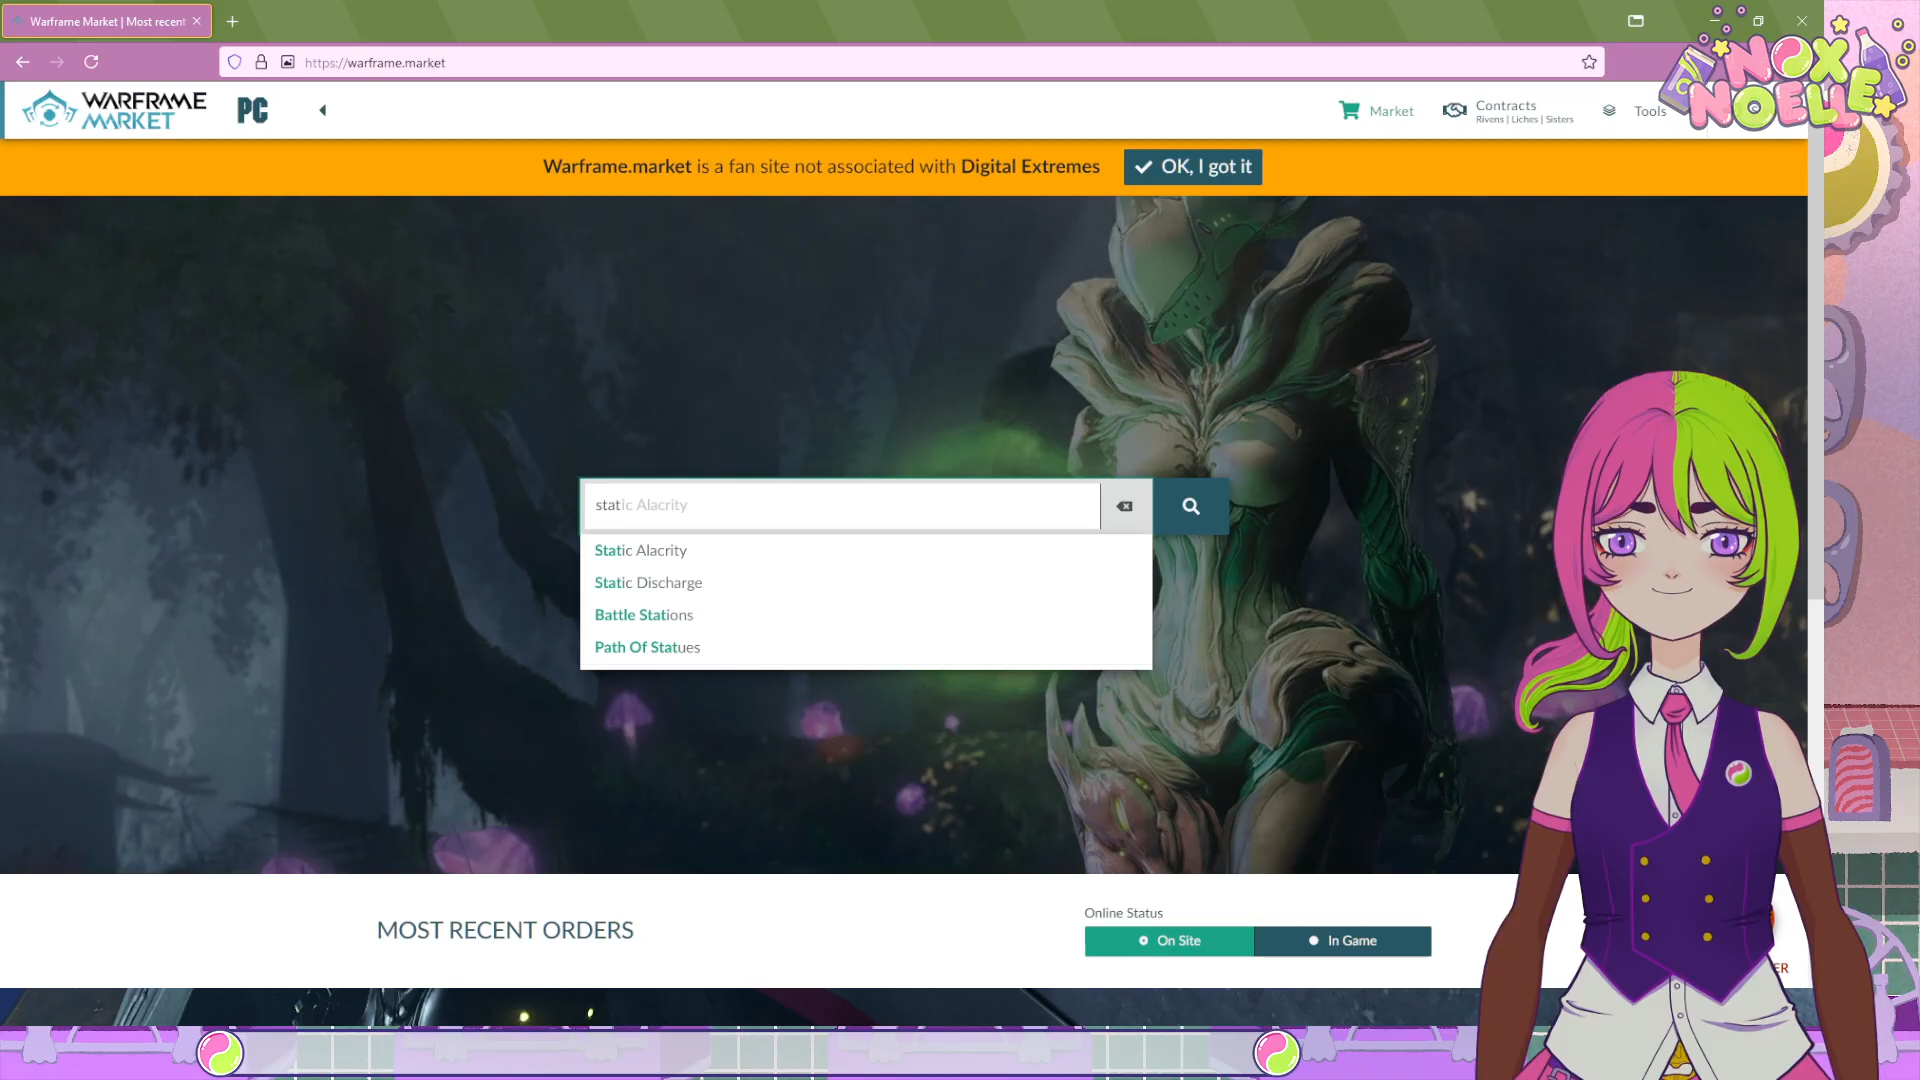 Warframe Market | Most recent
https://warframe.market
WARFRAME
MARKET
PC
Market
Contracts
Rivens | Liches | Sisters
Tools
NOX
NOELLE
Warframe.market is a fan site not associated with Digital Extremes
OK, I got it
static Alacrity
Static Alacrity
Static Discharge
Battle Stations
Path Of Statues
MOST RECENT ORDERS
Online Status
On Site
In Game
ER